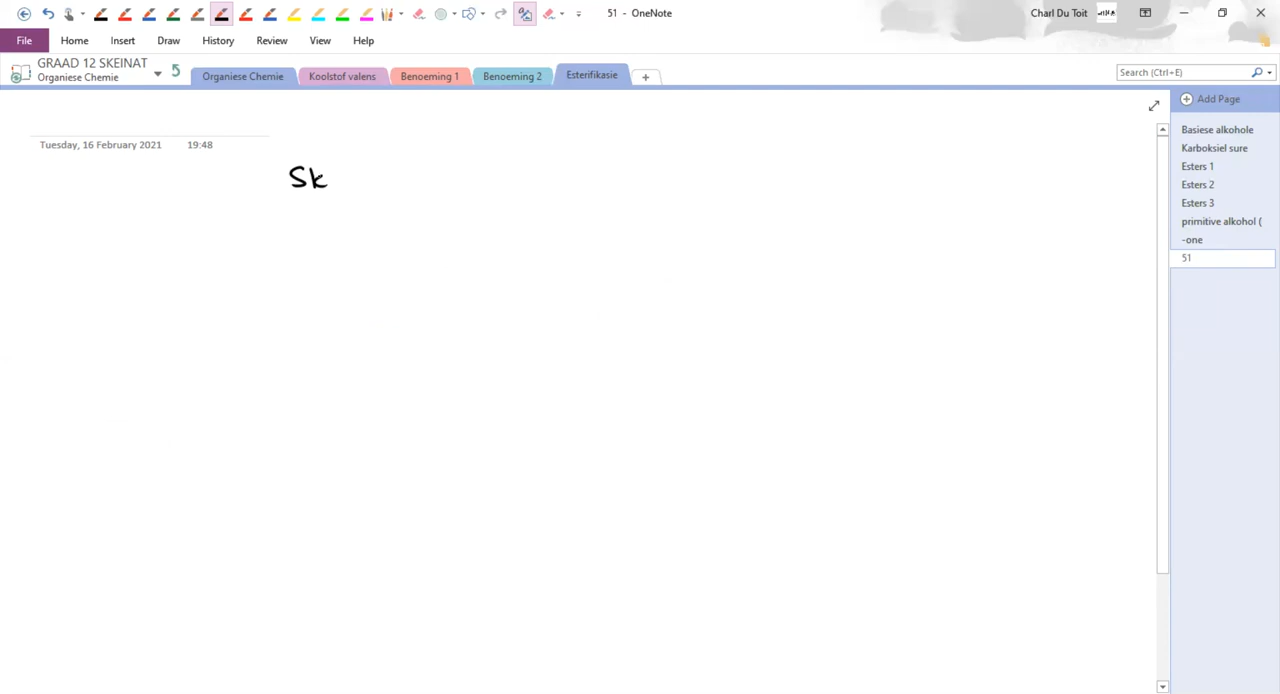 51 - OneNote
Charl Du Toit
File
Home
Insert
Draw
History
Review
View
Help
GRAAD 12 SKEINAT
Organiese Chemie
Organiese Chemie
Koolstof valens
Benoeming 1
Benoeming 2
Esterifikasie
+
Search (Ctrl+E)
Add Page
Tuesday, 16 February 2021 19:48
Sk
Basiese alkohole
Karboksiel sure
Esters 1
Esters 2
Esters 3
primitive alkohol (
-one
51